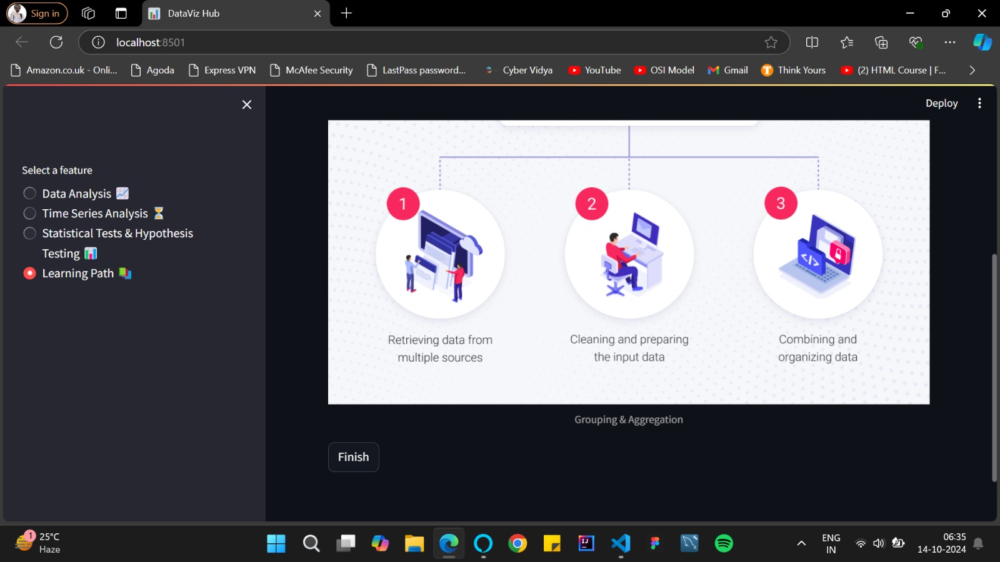 Sign in
DataViz Hub
localhost:8501
Amazon.co.uk - Onli...
Agoda
Express VPN
McAfee Security
LastPass password...
Cyber Vidya
YouTube
OSI Model
Gmail
Think Yours
(2) HTML Course | F...
Deploy
Select a feature
Data Analysis
Time Series Analysis
Statistical Tests & Hypothesis
Testing
Learning Path
1
2
3
Retrieving data from
multiple sources
Cleaning and preparing
the input data
Combining and
organizing data
Grouping & Aggregation
Finish
1
25°C
Haze
ENG
IN
06:35
14-10-2024